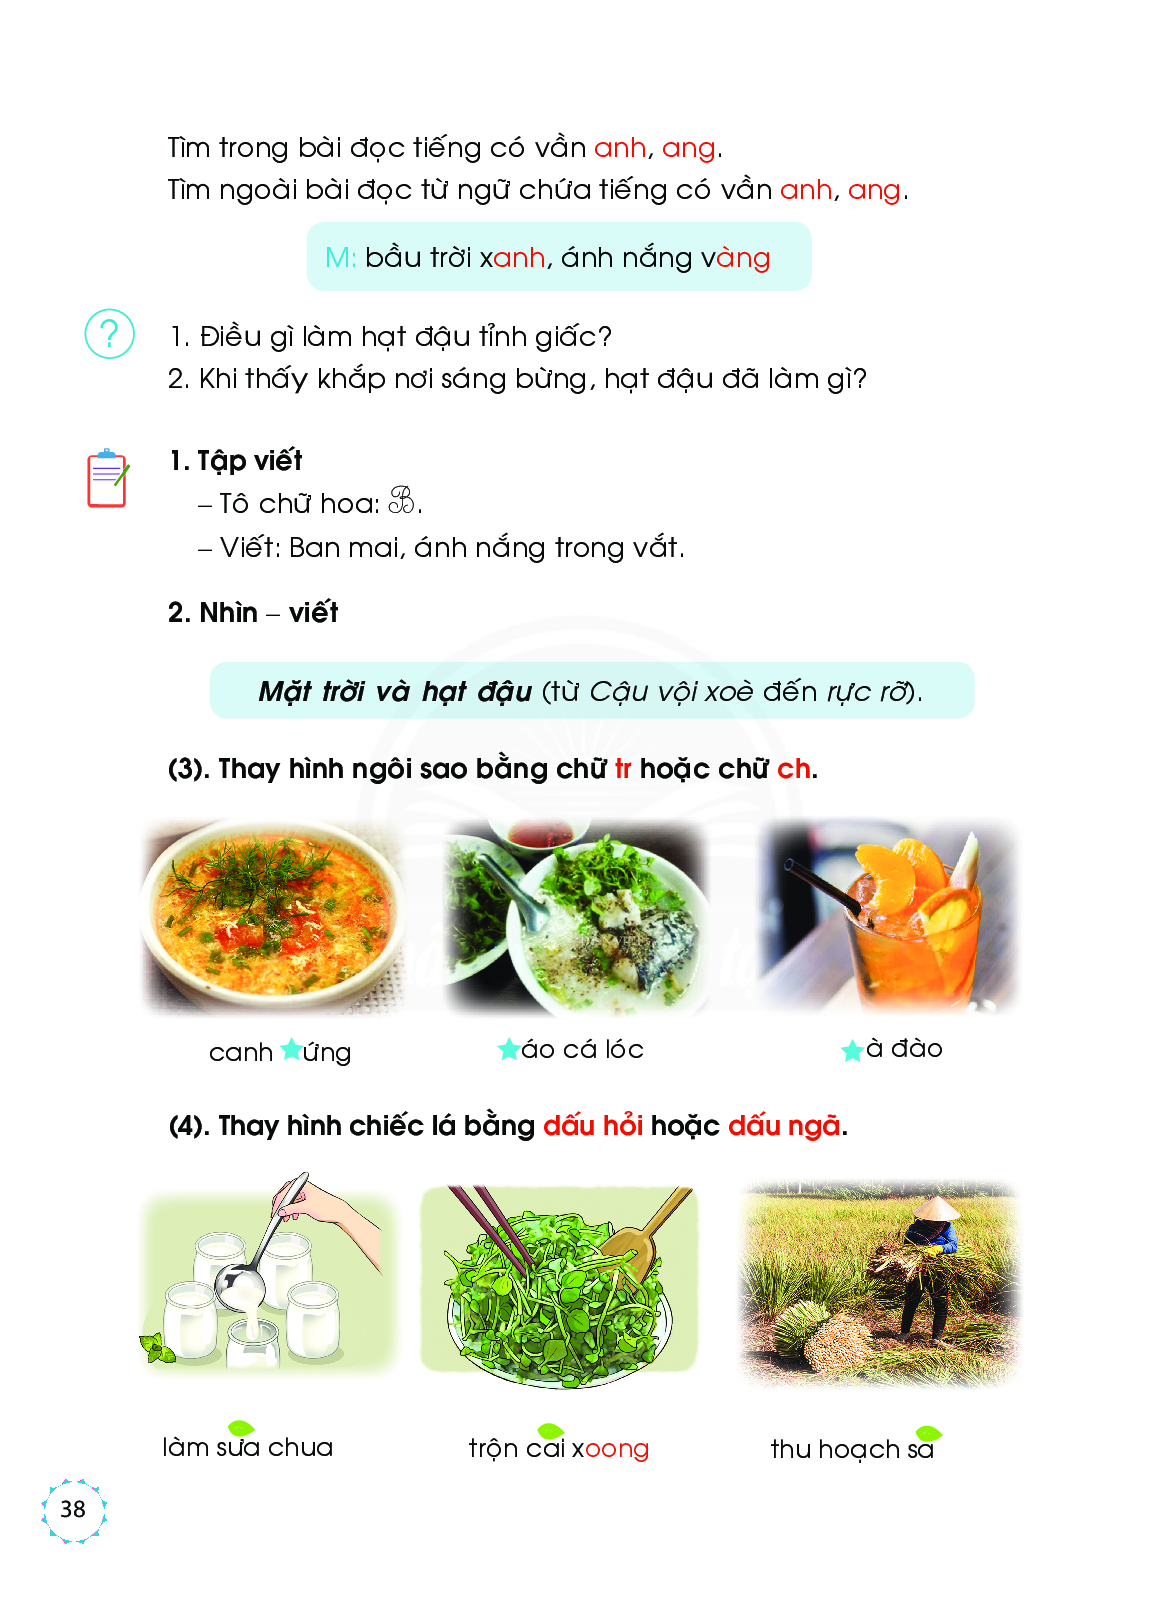 Tìm trong bài đọc tiếng có vần anh, ang.
Tìm ngoài bài đọc từ ngữ chứa tiếng có vần anh, ang.
M: bầu trời xanh, ánh nắng vàng
?
1. Điều gì làm hạt đậu tỉnh giấc?
2. Khi thấy khắp nơi sáng bừng, hạt đậu đã làm gì?
1. Tập viết
– Tô chữ hoa: B.
– Viết: Ban mai, ánh nắng trong vắt.
2. Nhìn – viết
Mặt trời và hạt đậu (từ Cậu vội xoè đến rực rỡ).
(3). Thay hình ngôi sao bằng chữ tr hoặc chữ ch.
canh ★ứng
★áo cá lóc
★à đào
(4). Thay hình chiếc lá bằng dấu hỏi hoặc dấu ngã.
làm sưa chua
trộn cai xoong
thu hoạch sa
38